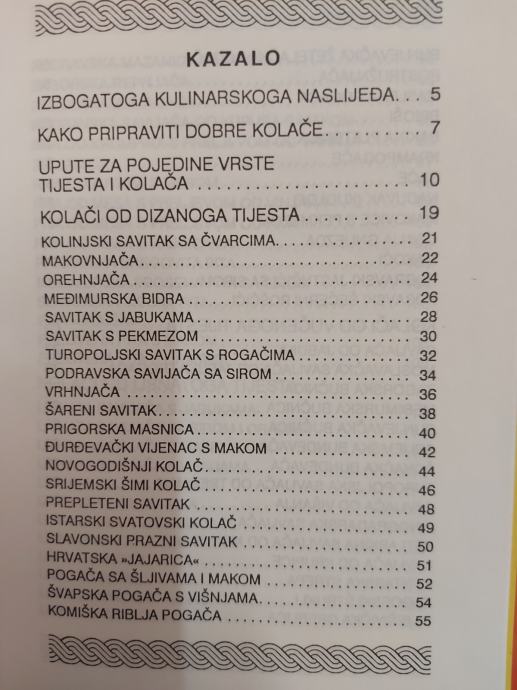 KAZALO
IZBOGATOGA KULINARSKOGA NASLIJEĐA... 5
KAKO PRIPRAVITI DOBRE KOLAČE........ 7
UPUTE ZA POJEDINE VRSTE
TIJESTA I KOLAČA .................... 10
KOLAČI OD DIZANOGA TIJESTA .......... 19
KOLINJSKI SAVITAK SA ČVARCIMA.................. 21
MAKOVNJAČA.................. 22
OREHNJAČA.................. 24
MEĐIMURSKA BIDRA .................. 26
SAVITAK S JABUKAMA .................. 28
SAVITAK S PEKMEZOM .................. 30
TUROPOLJSKI SAVITAK S ROGAČIMA .................. 32
PODRAVSKA SAVIJAČA SA SIROM .................. 34
VRHNJAČA.................. 36
ŠARENI SAVITAK.................. 38
PRIGORSKA MASNICA .................. 40
ĐURĐEVAČKI VIJENAC S MAKOM .................. 42
NOVOGODIŠNJI KOLAČ.................. 44
SRIJEMSKI ŠIMI KOLAČ.................. 46
PREPLETENI SAVITAK .................. 48
ISTARSKI SVATOVSKI KOLAČ .................. 49
SLAVONSKI PRAZNI SAVITAK .................. 50
HRVATSKA »JAJARICA«.................. 51
POGAČA SA ŠLJIVAMA I MAKOM .................. 52
ŠVAPSKA POGAČA S VIŠNJAMA.................. 54
KOMIŠKA RIBLJA POGAČA .................. 55